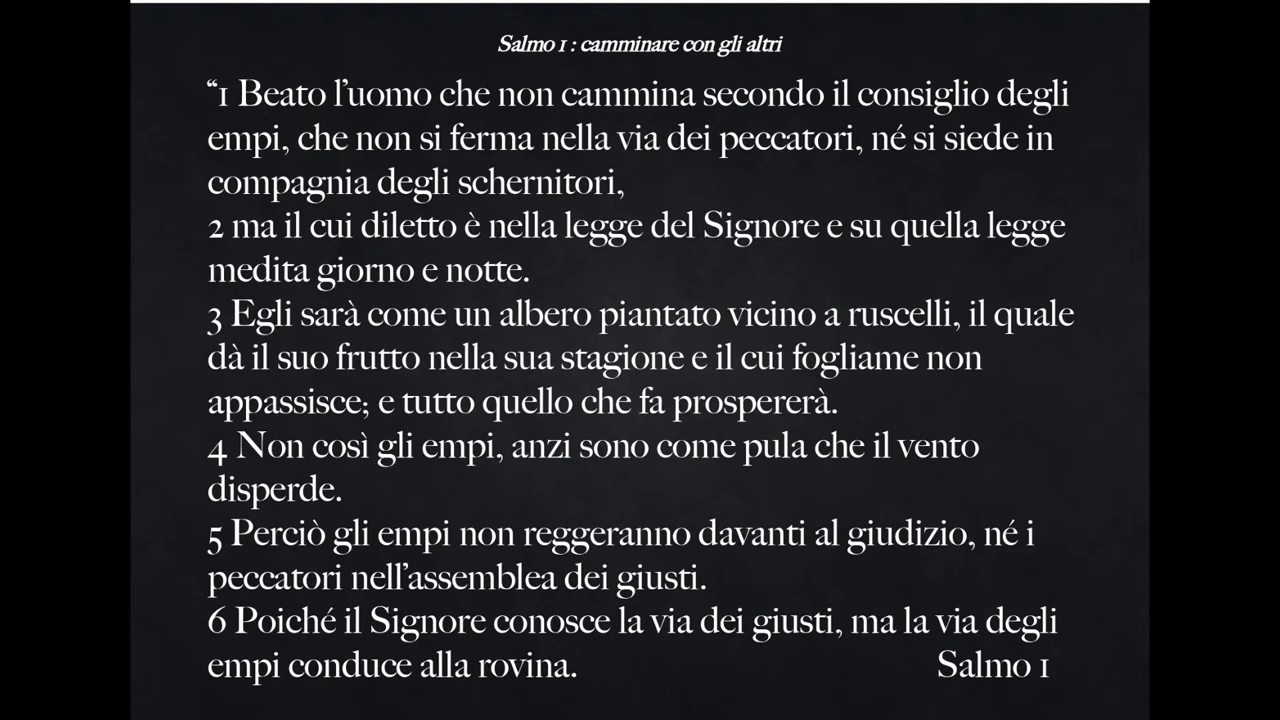 Salmo 1 : camminare con gli altri
“1 Beato l’uomo che non cammina secondo il consiglio degli
empi, che non si ferma nella via dei peccatori, né si siede in
compagnia degli schernitori,
2 ma il cui diletto è nella legge del Signore e su quella legge
medita giorno e notte.
3 Egli sarà come un albero piantato vicino a ruscelli, il quale
dà il suo frutto nella sua stagione e il cui fogliame non
appassisce; e tutto quello che fa prospererà.
4 Non così gli empi, anzi sono come pula che il vento
disperde.
5 Perciò gli empi non reggeranno davanti al giudizio, né i
peccatori nell’assemblea dei giusti.
6 Poiché il Signore conosce la via dei giusti, ma la via degli
empi conduce alla rovina. Salmo 1